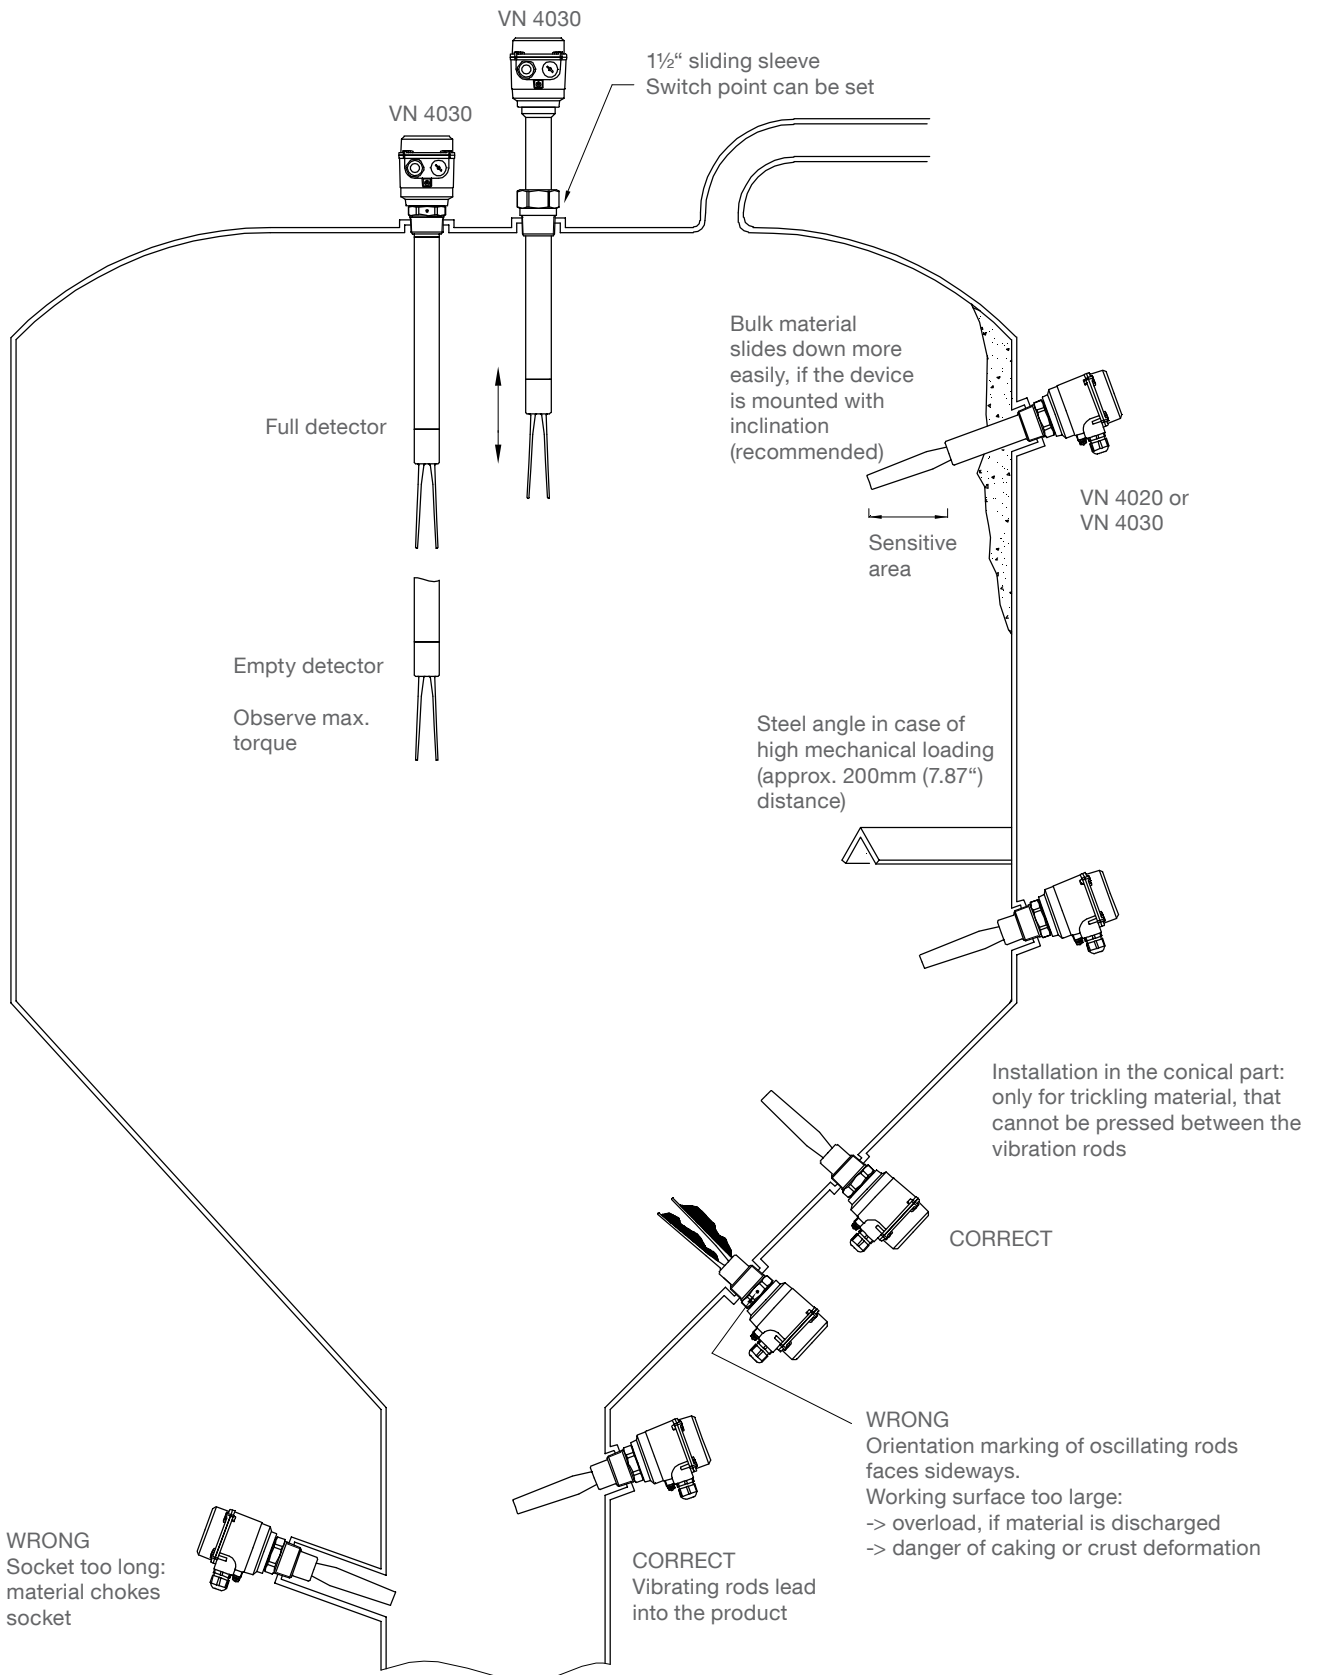 VN 4030
1½“ sliding sleeve
Switch point can be set
VN 4030
Bulk material
slides down more
easily, if the device
is mounted with
inclination
(recommended)
Full detector
VN 4020 or
VN 4030
Sensitive
area
Empty detector
Observe max.
torque
Steel angle in case of
high mechanical loading
(approx. 200mm (7.87“)
distance)
Installation in the conical part:
only for trickling material, that
cannot be pressed between the
vibration rods
CORRECT
WRONG
Orientation marking of oscillating rods
faces sideways.
Working surface too large:
-> overload, if material is discharged
-> danger of caking or crust deformation
WRONG
Socket too long:
material chokes
socket
CORRECT
Vibrating rods lead
into the product